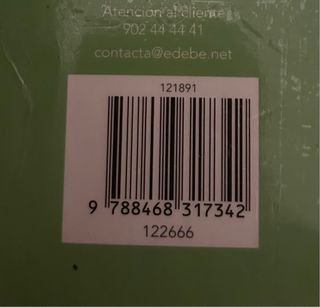 Atención al cliente
902 44 44 41
contacta@edebe.net
121891
9 788468 317342
122666